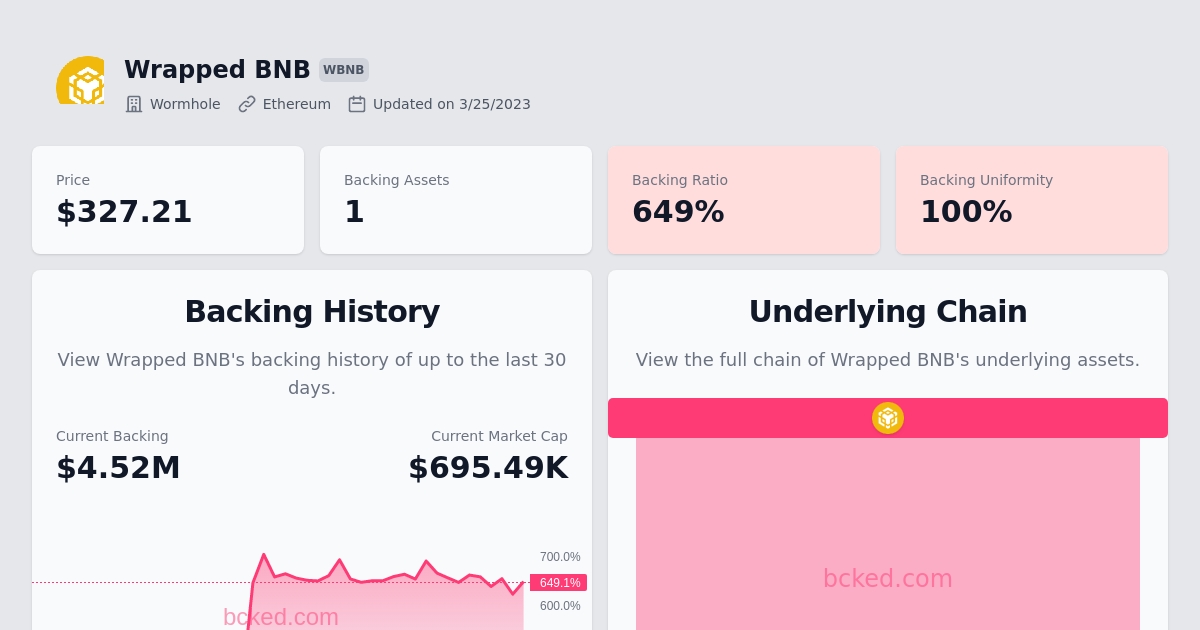 Wrapped BNB WBNB
Wormhole Ethereum Updated on 3/25/2023
Price
$327.21
Backing Assets
1
Backing Ratio
649%
Backing Uniformity
100%
Backing History
View Wrapped BNB's backing history of up to the last 30
days.
Current Backing
$4.52M
Current Market Cap
$695.49K
700.0%
649.1%
600.0%
bcked.com
Underlying Chain
View the full chain of Wrapped BNB's underlying assets.
bcked.com